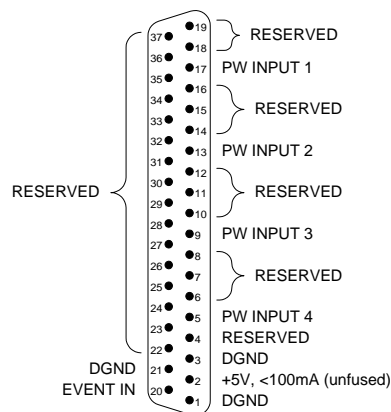 19
37 RESERVED
18
36
17 PW INPUT 1
35
16
34
15 RESERVED
33
14
32
13 PW INPUT 2
31
12
RESERVED 30
11 RESERVED
29
10
28
9 PW INPUT 3
27
8
26
7 RESERVED
25
6
24
5 PW INPUT 4
23
4 RESERVED
22
3 DGND
DGND 21
2 +5V, <100mA (unfused)
EVENT IN 20
1 DGND